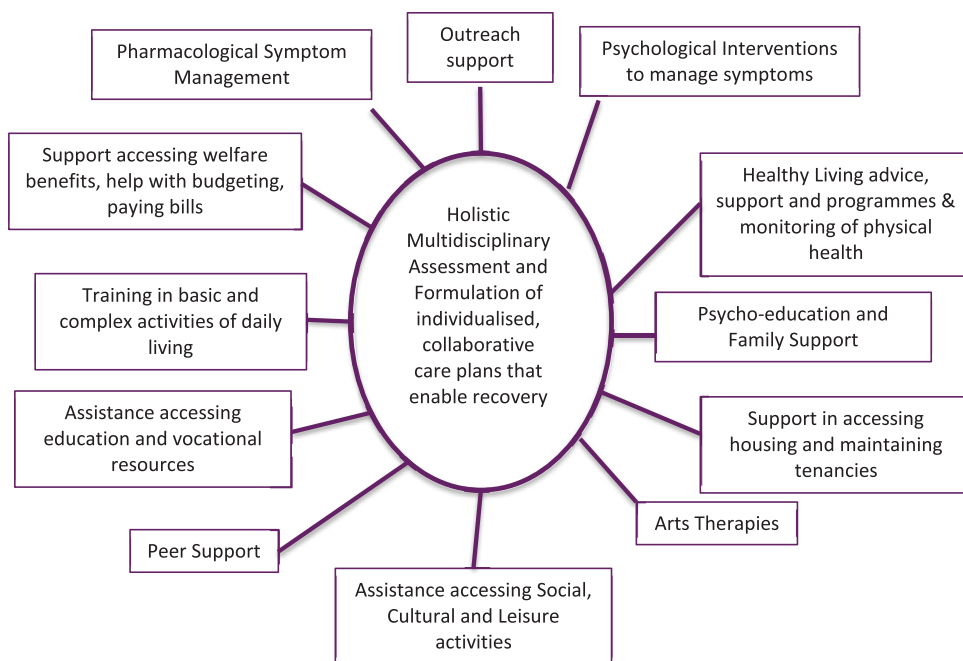 Outreach
support
Pharmacological Symptom
Management
Psychological Interventions
to manage symptoms
Support accessing welfare
benefits, help with budgeting,
paying bills
Healthy Living advice,
support and programmes &
monitoring of physical
health
Holistic
Multidisciplinary
Assessment and
Formulation of
individualised,
collaborative
care plans that
enable recovery
Training in basic and
complex activities of daily
living
Psycho-education and
Family Support
Assistance accessing
education and vocational
resources
Support in accessing
housing and maintaining
tenancies
Peer Support
Arts Therapies
Assistance accessing Social,
Cultural and Leisure
activities